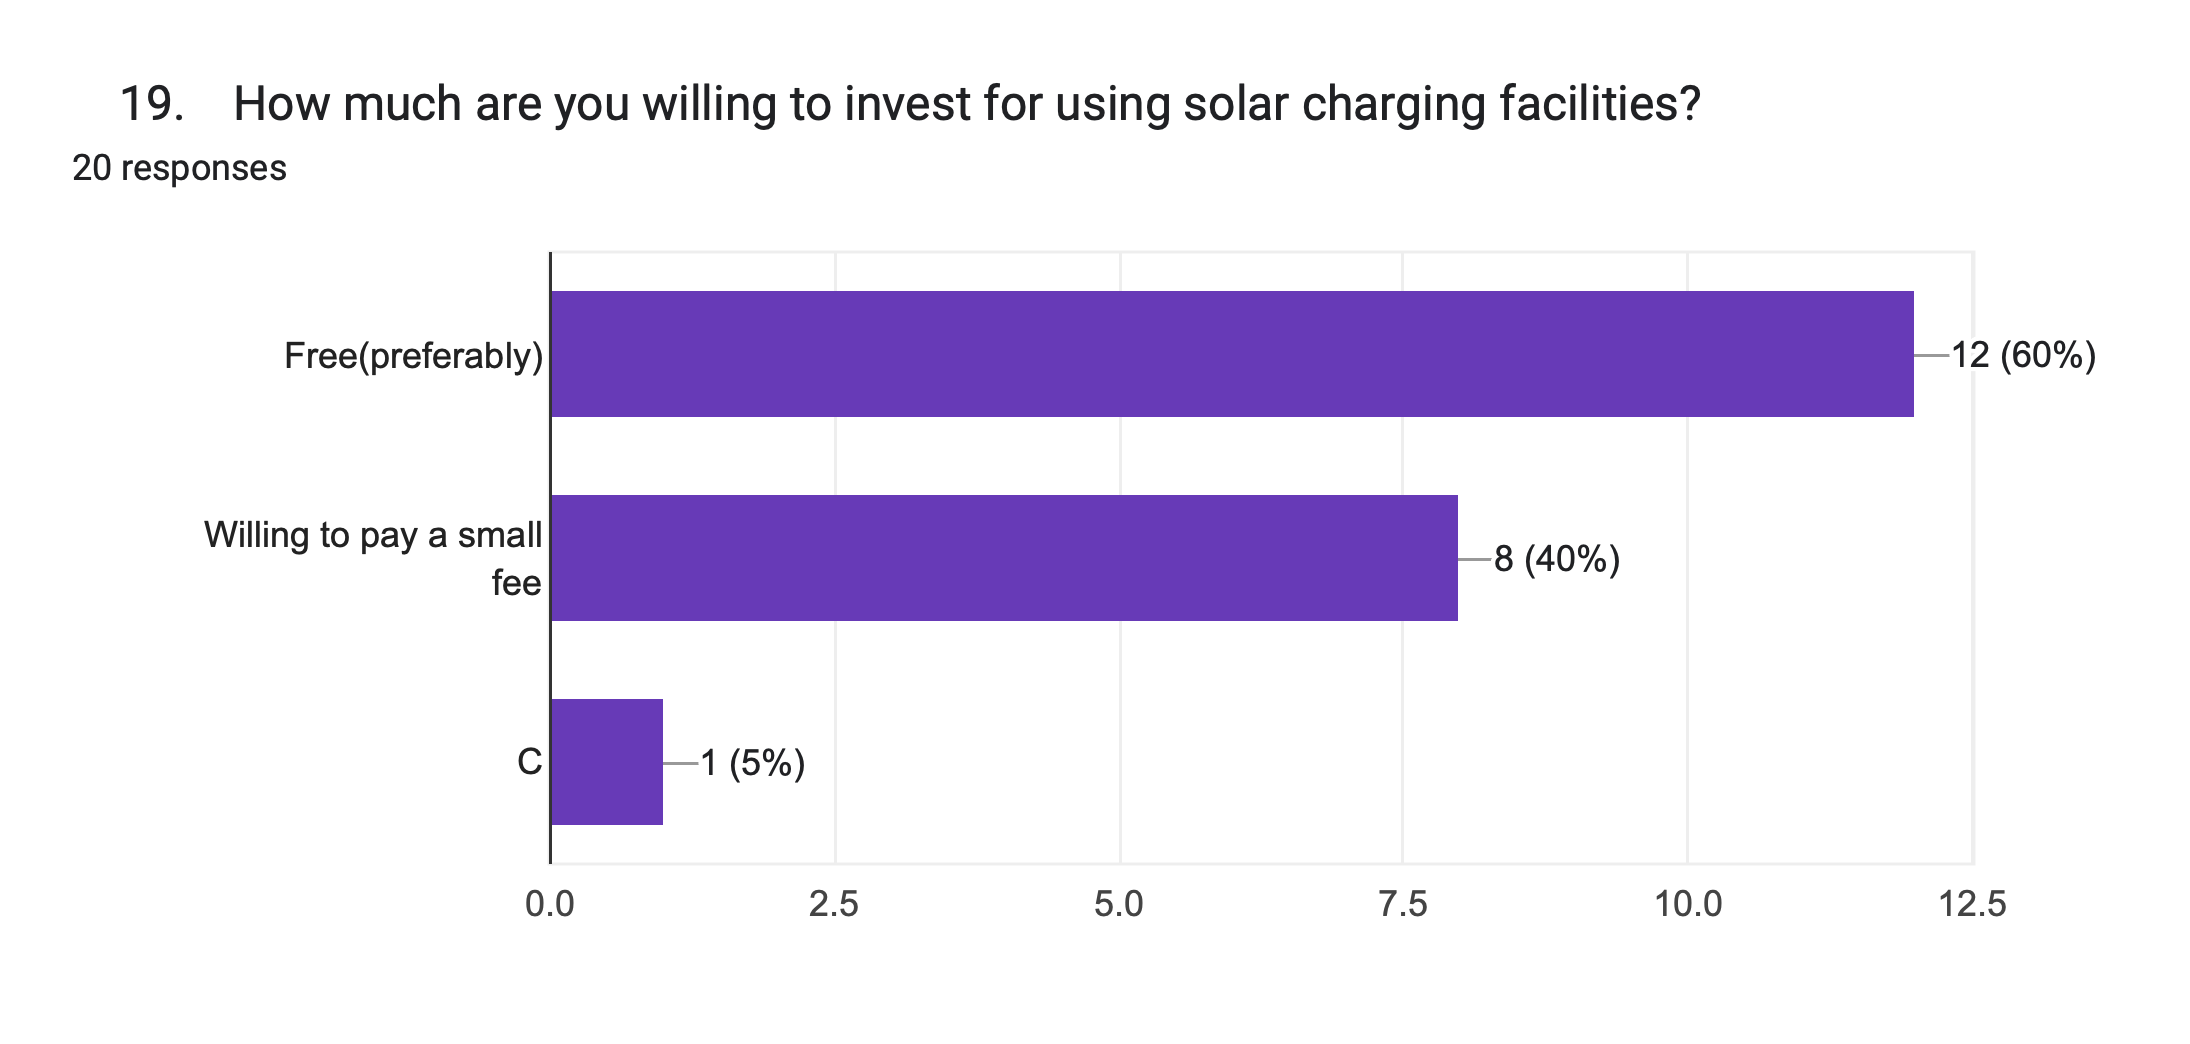 19. How much are you willing to invest for using solar charging facilities?
20 responses
Free(preferably)
12 (60%)
Willing to pay a small
fee
8 (40%)
C
1 (5%)
0.0 2.5 5.0 7.5 10.0 12.5